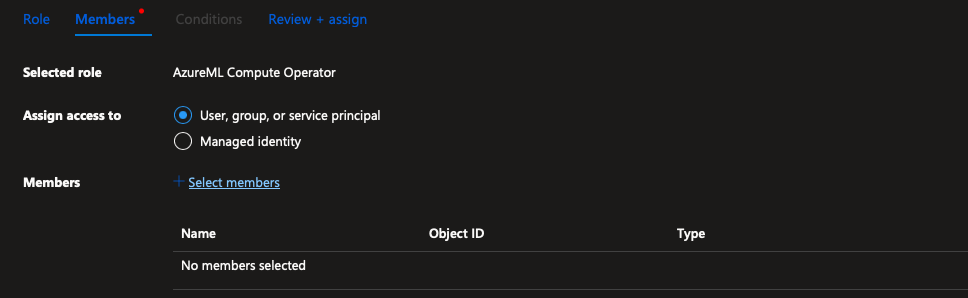 Role Members Conditions Review + assign
Selected role AzureML Compute Operator
Assign access to User, group, or service principal
Managed identity
Members + Select members
Name Object ID Type
No members selected